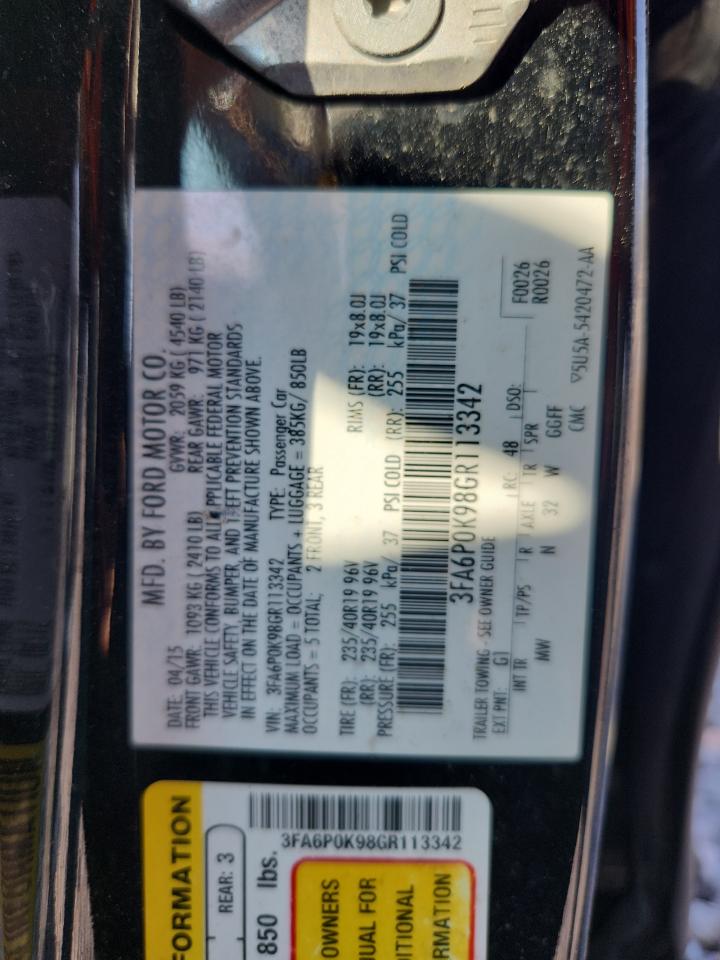 MFD. BY FORD MOTOR CO.
DATE: 04/15 GVWR: 2059 KG ( 4540 LB)
FRONT GAWR: 1093 KG ( 2410 LB) REAR GAWR: 971 KG ( 2140 LB)
THIS VEHICLE CONFORMS TO ALL APPLICABLE FEDERAL MOTOR
VEHICLE SAFETY, BUMPER, AND THEFT PREVENTION STANDARDS
IN EFFECT ON THE DATE OF MANUFACTURE SHOWN ABOVE.
VIN: 3FA6P0K98GR113342 TYPE: Passenger Car
MAXIMUM LOAD = OCCUPANTS + LUGGAGE = 385KG/ 850LB
OCCUPANTS = 5 TOTAL; 2 FRONT, 3 REAR
TIRE (FR): 235/40R19 96V RIMS (FR): 19x8.0J
(RR): 235/40R19 96V (RR): 19x8.0J
PRESSURE (FR): 255 kPa/ 37 PSI COLD (RR): 255 kPa/ 37 PSI COLD
3FA6P0K98GR113342
TRAILER TOWING - SEE OWNER GUIDE
EXT PNT: G1 RC: 48 DSO: F0026
R0026
INT TR TP/PS R AXLE TR SPR
MW N 32 W GGFF
CMC ▽5U5A-5420472-AA
FORMATION
REAR: 3
850 lbs.
3FA6P0K98GR113342
OWNERS
UAL FOR
ITIONAL
RMATION